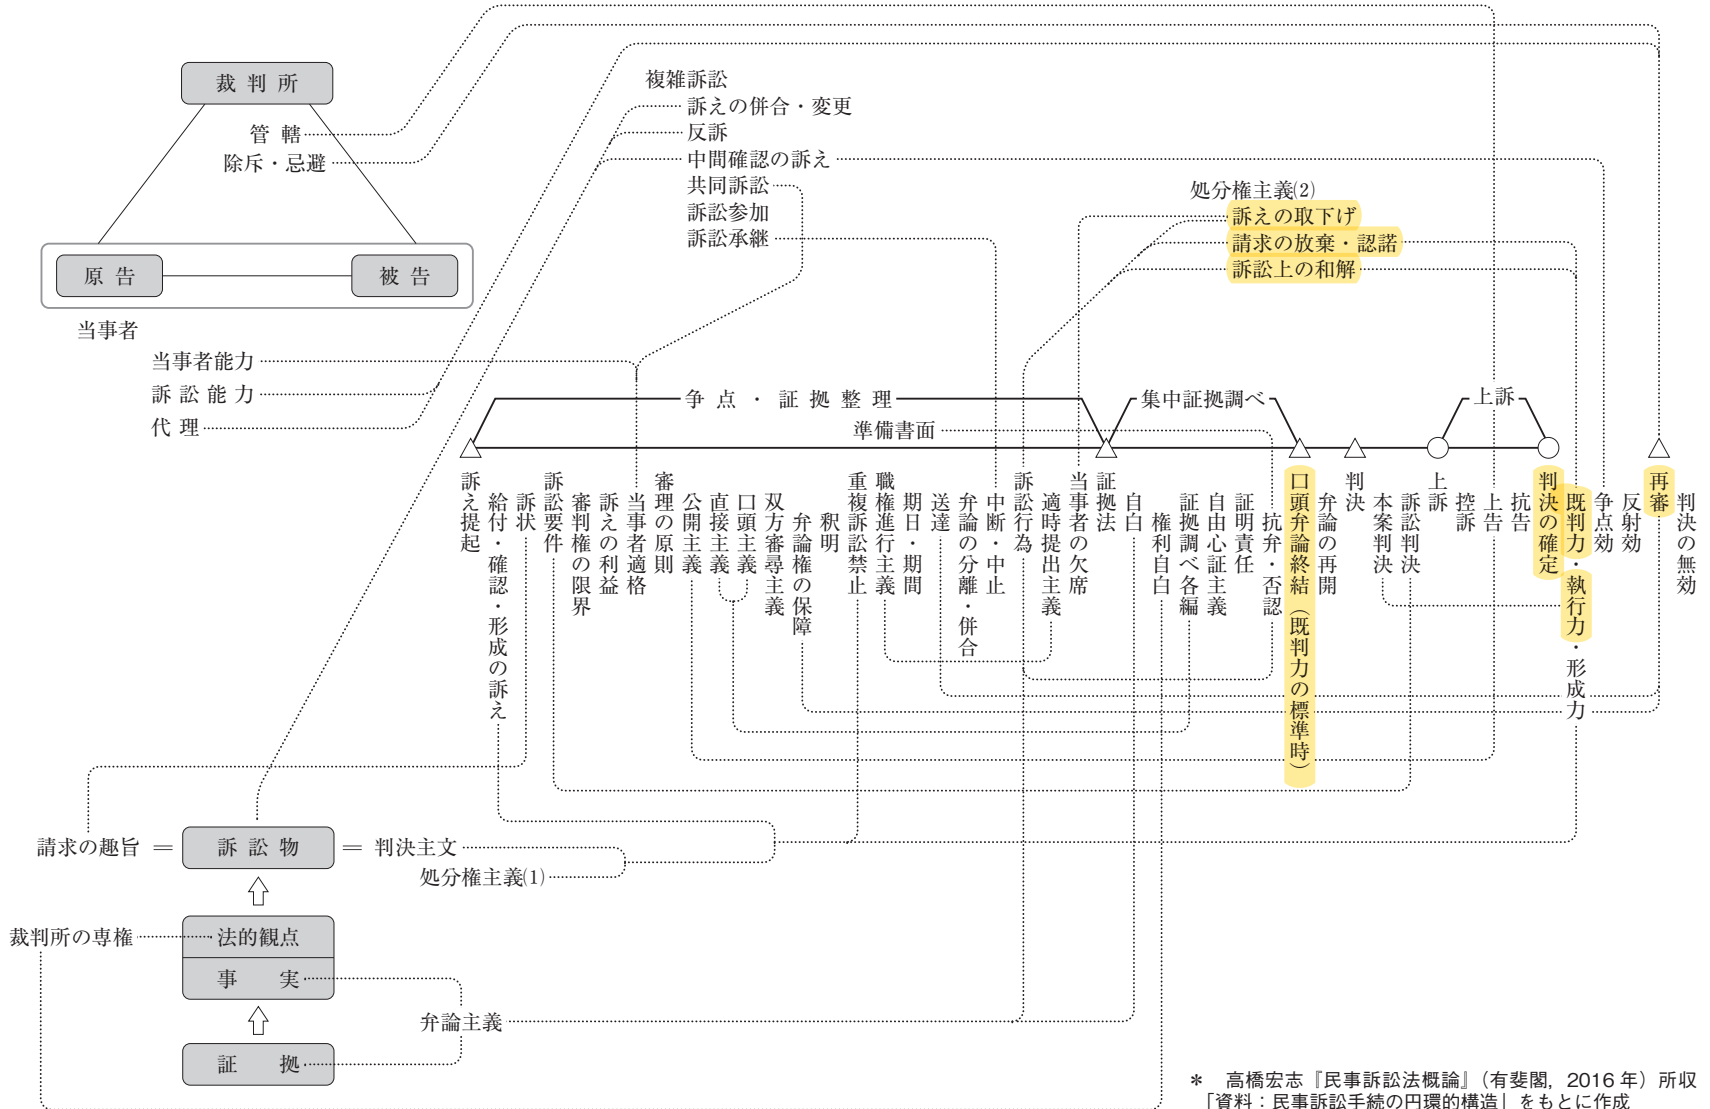 裁判所
管轄
除斥・忌避
原告
被告
当事者
当事者能力
訴訟能力
代理
複雑訴訟
訴えの併合・変更
反訴
中間確認の訴え
共同訴訟
訴訟参加
訴訟承継
処分権主義(2)
訴えの取下げ
請求の放棄・認諾
訴訟上の和解
争点・証拠整理
準備書面
集中証拠調べ
上訴
訴え提起
給付・確認・形成の訴え
訴状
訴訟要件
審判権の限界
訴えの利益
当事者適格
審理の原則
公開主義
直接主義
口頭主義
双方審尋主義
弁論権の保障
釈明
重複訴訟禁止
職権進行主義
期日・期間
送達
弁論の分離・併合
中断・中止
訴訟行為
適時提出主義
当事者の欠席
証拠法
自白
権利自白
証拠調べ各編
自由心証主義
証明責任
抗弁・否認
口頭弁論終結(既判力の標準時)
弁論の再開
判決
本案判決
訴訟判決
上訴
控訴
上告
抗告
判決の確定
既判力・執行力・形成力
争点効
反射効
再審
判決の無効
請求の趣旨 = 訴訟物 = 判決主文
処分権主義(1)
裁判所の専権
法的観点
事実
弁論主義
証拠
* 高橋宏志『民事訴訟法概論』(有斐閣, 2016年)所収
「資料:民事訴訟手続の円環的構造」をもとに作成